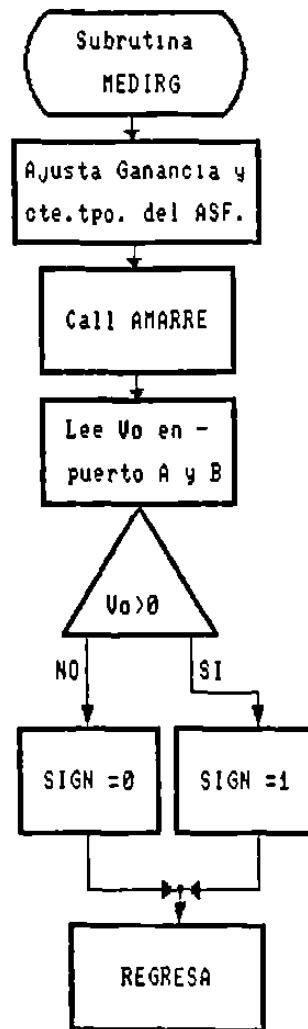 Subrutina
MEDIRG
Ajusta Ganancia y
cte.tpo. del ASF.
Call AMARRE
Lee Vo en -
puerto A y B
Vo>0
NO
SI
SIGN =0
SIGN =1
REGRESA